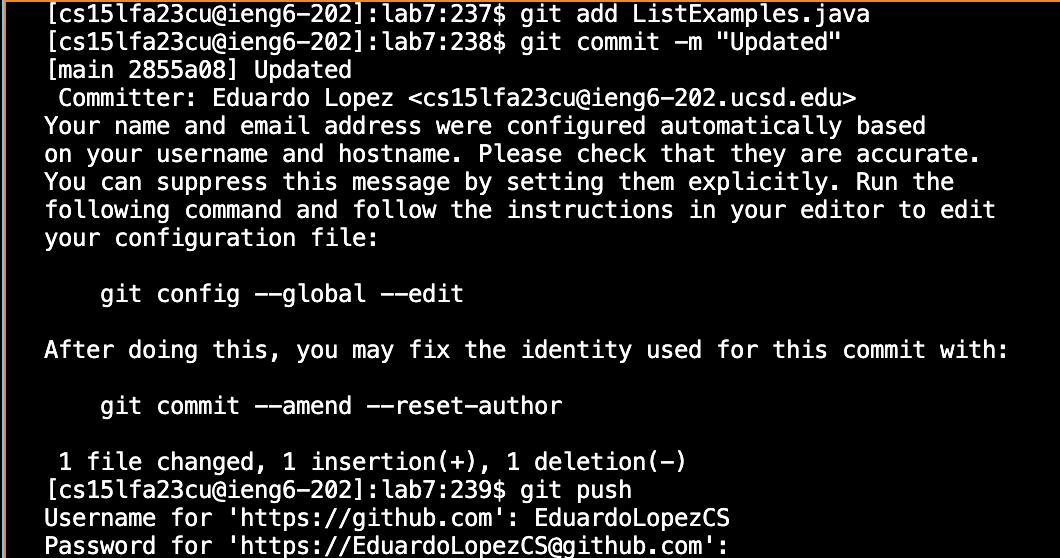 [cs15lfa23cu@ieng6-202]:lab7:237$ git add ListExamples.java
[cs15lfa23cu@ieng6-202]:lab7:238$ git commit -m "Updated"
[main 2855a08] Updated
 Committer: Eduardo Lopez <cs15lfa23cu@ieng6-202.ucsd.edu>
Your name and email address were configured automatically based
on your username and hostname. Please check that they are accurate.
You can suppress this message by setting them explicitly. Run the
following command and follow the instructions in your editor to edit
your configuration file:

    git config --global --edit

After doing this, you may fix the identity used for this commit with:

    git commit --amend --reset-author

 1 file changed, 1 insertion(+), 1 deletion(-)
[cs15lfa23cu@ieng6-202]:lab7:239$ git push
Username for 'https://github.com': EduardoLopezCS
Password for 'https://EduardoLopezCS@github.com':